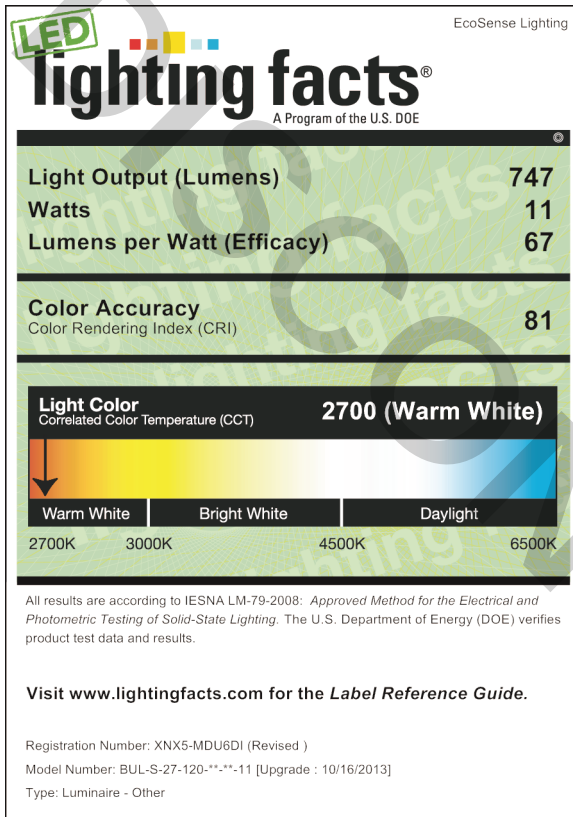 EcoSense Lighting
LED
lighting facts®
A Program of the U.S. DOE
Light Output (Lumens) 747
Watts 11
Lumens per Watt (Efficacy) 67
Color Accuracy
Color Rendering Index (CRI) 81
Light Color
Correlated Color Temperature (CCT) 2700 (Warm White)
Warm White Bright White Daylight
2700K 3000K 4500K 6500K
All results are according to IESNA LM-79-2008: Approved Method for the Electrical and
Photometric Testing of Solid-State Lighting. The U.S. Department of Energy (DOE) verifies
product test data and results.
Visit www.lightingfacts.com for the Label Reference Guide.
Registration Number: XNX5-MDU6DI (Revised )
Model Number: BUL-S-27-120-**-**-11 [Upgrade : 10/16/2013]
Type: Luminaire - Other